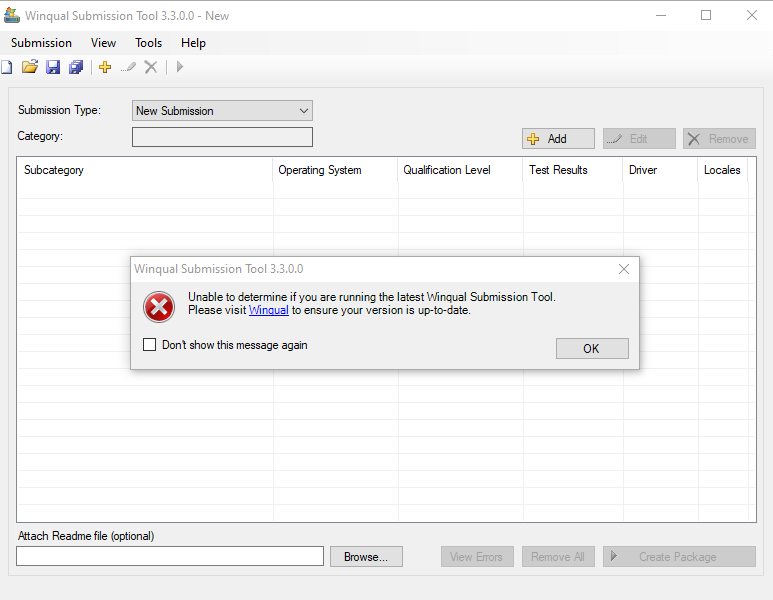 Winqual Submission Tool 3.3.0.0 - New
Submission View Tools Help
Submission Type: New Submission
Category:
Add Edit Remove
Subcategory Operating System Qualification Level Test Results Driver Locales
Winqual Submission Tool 3.3.0.0
Unable to determine if you are running the latest Winqual Submission Tool.
Please visit Winqual to ensure your version is up-to-date.
Don't show this message again
OK
Attach Readme file (optional)
Browse... View Errors Remove All Create Package